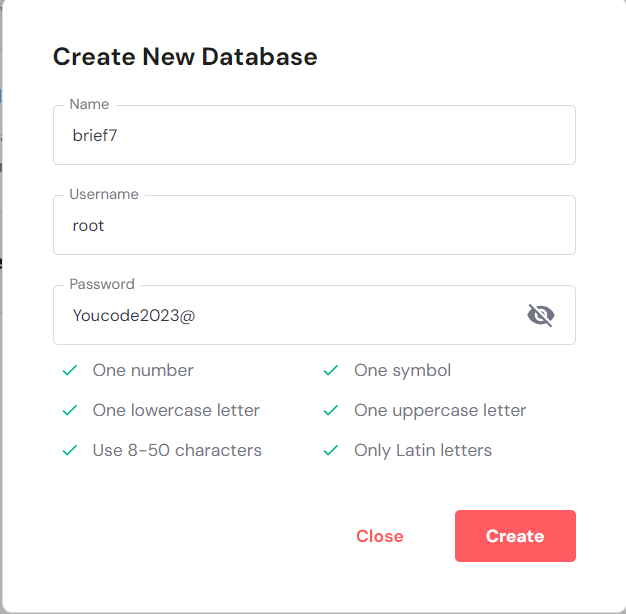 Create New Database
Name
brief7
Username
root
Password
Youcode2023@
One number
One symbol
One lowercase letter
One uppercase letter
Use 8-50 characters
Only Latin letters
Close
Create